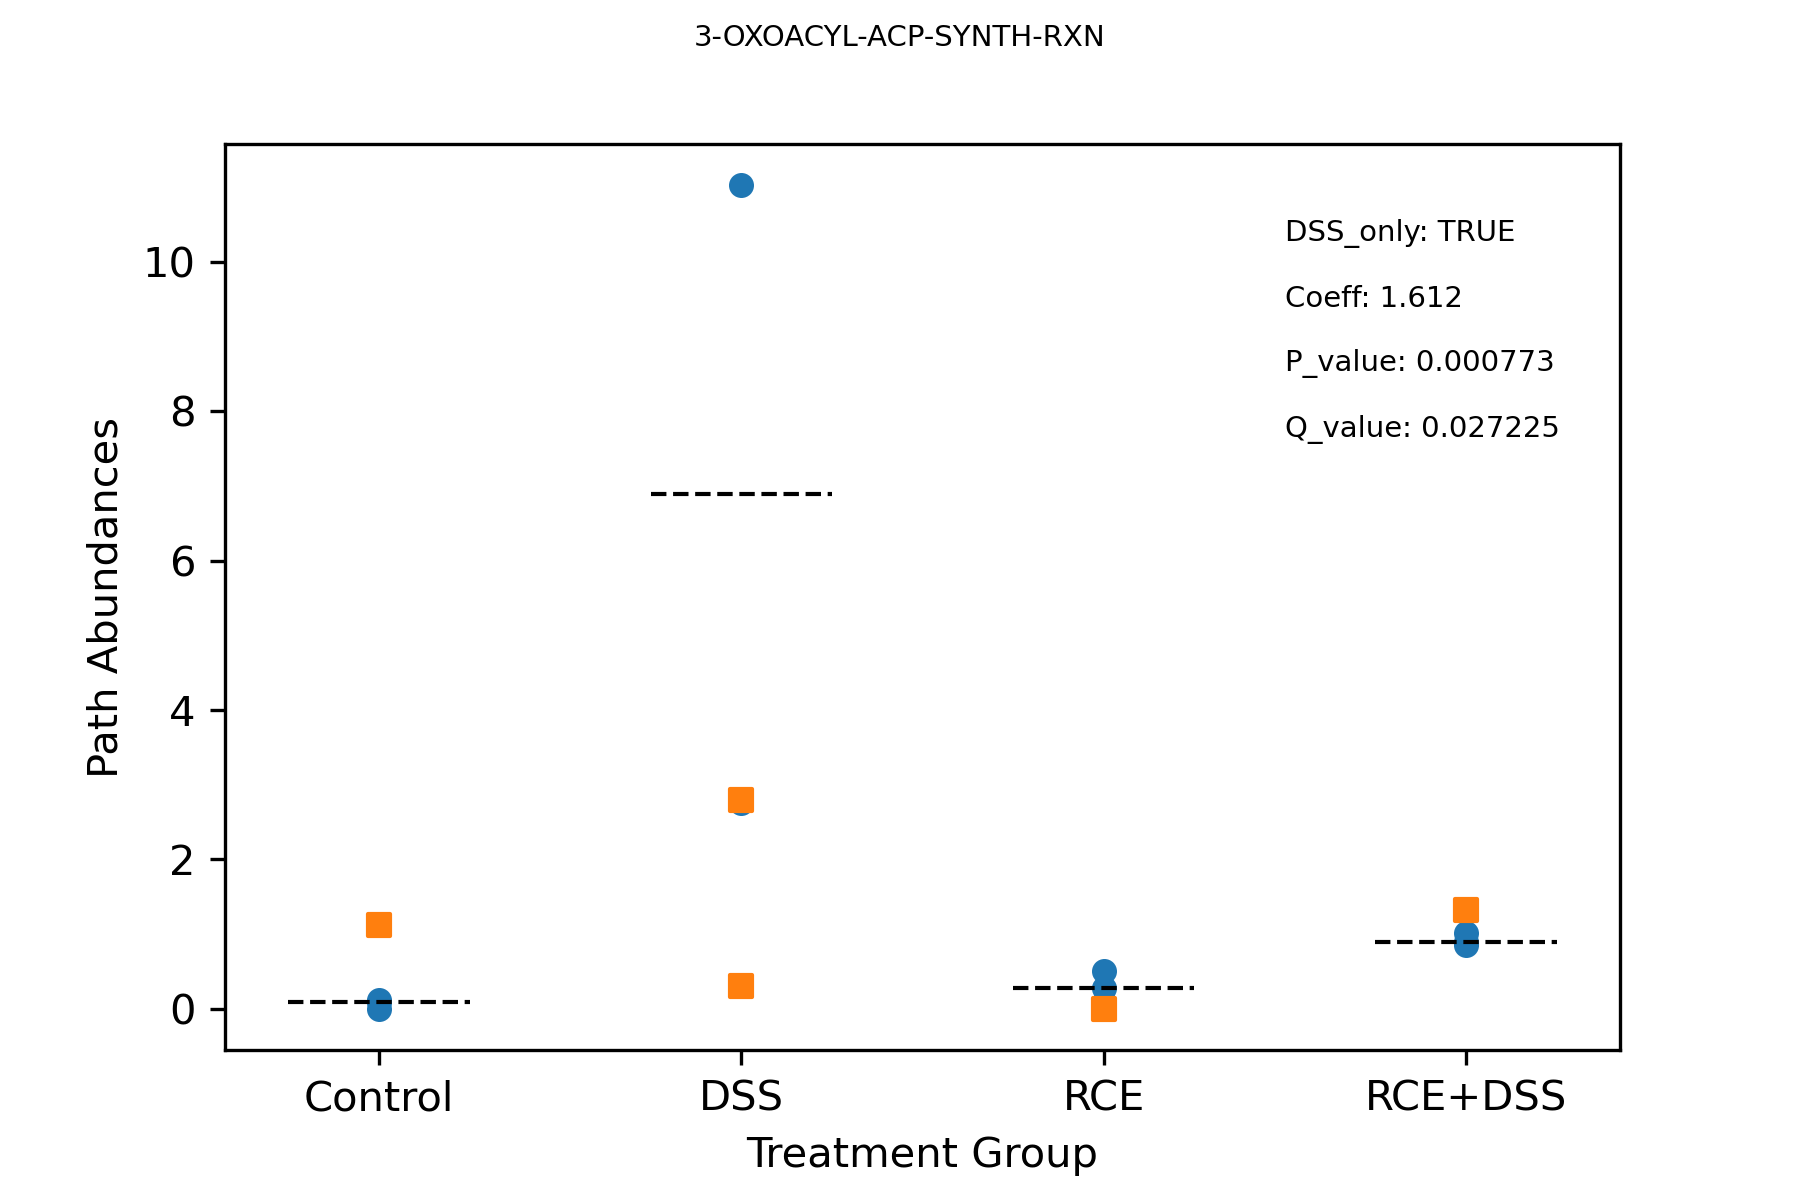 3-OXOACYL-ACP-SYNTH-RXN
DSS_only: TRUE
Coeff: 1.612
P_value: 0.000773
Q_value: 0.027225
Path Abundances
10
8
6
4
2
0
Control DSS RCE RCE+DSS
Treatment Group